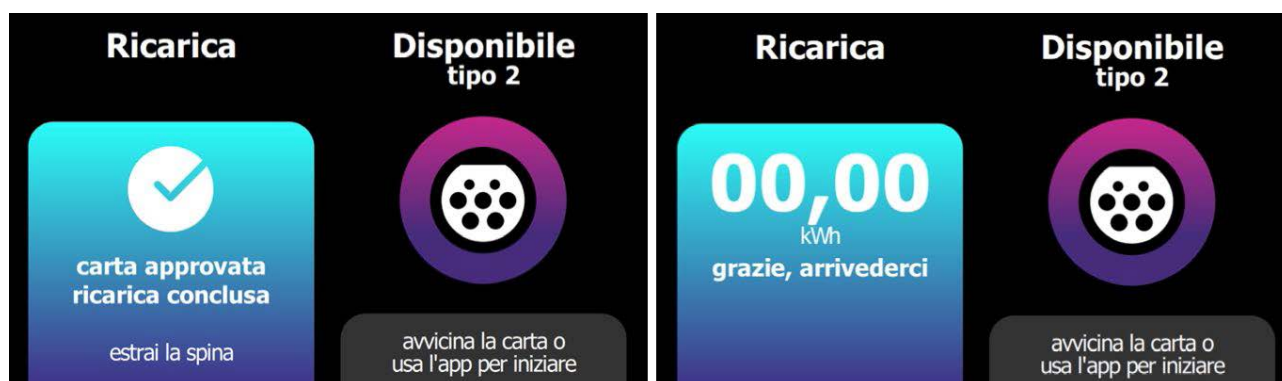 Ricarica
carta approvata
ricarica conclusa
estrai la spina
Disponibile
tipo 2
avvicina la carta o
usa l'app per iniziare
Ricarica
00,00
kWh
grazie, arrivederci
Disponibile
tipo 2
avvicina la carta o
usa l'app per iniziare